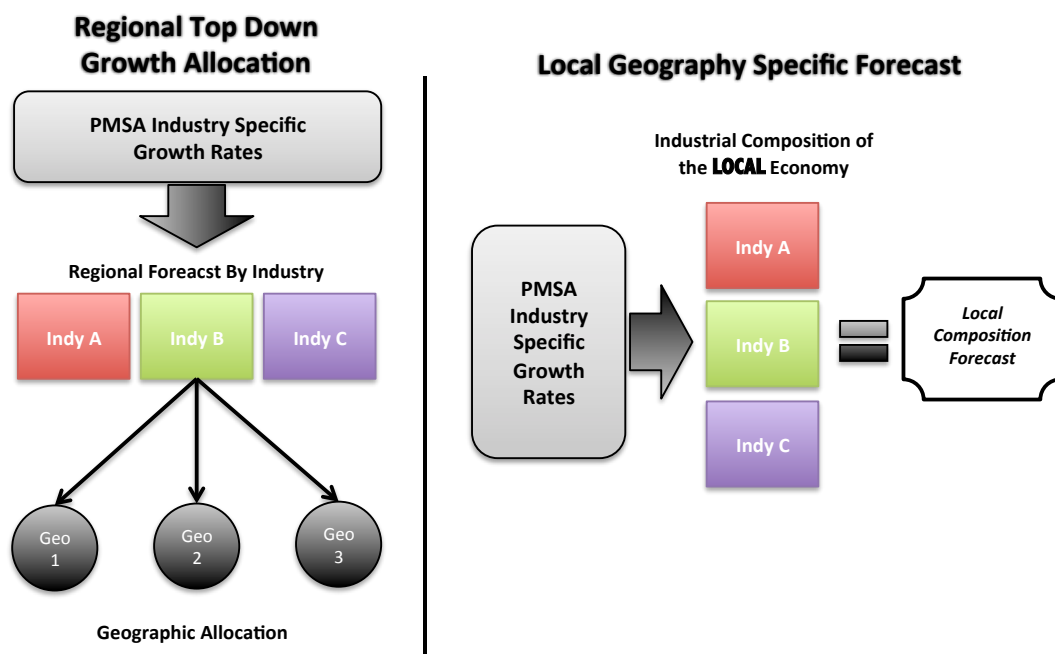 Regional Top Down
Growth Allocation
PMSA Industry Specific
Growth Rates
Regional Foreacst By Industry
Indy A
Indy B
Indy C
Geo
1
Geo
2
Geo
3
Geographic Allocation
Local Geography Specific Forecast
Industrial Composition of
the LOCAL Economy
PMSA
Industry
Specific
Growth
Rates
Indy A
Indy B
Indy C
Local
Composition
Forecast